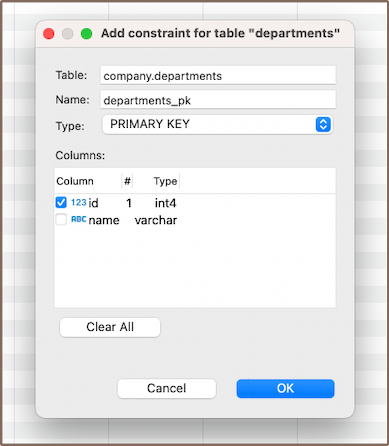 Add constraint for table "departments"
Table: company.departments
Name: departments_pk
Type: PRIMARY KEY
Columns:
Column # Type
123 id 1 int4
ABC name varchar
Clear All
Cancel OK